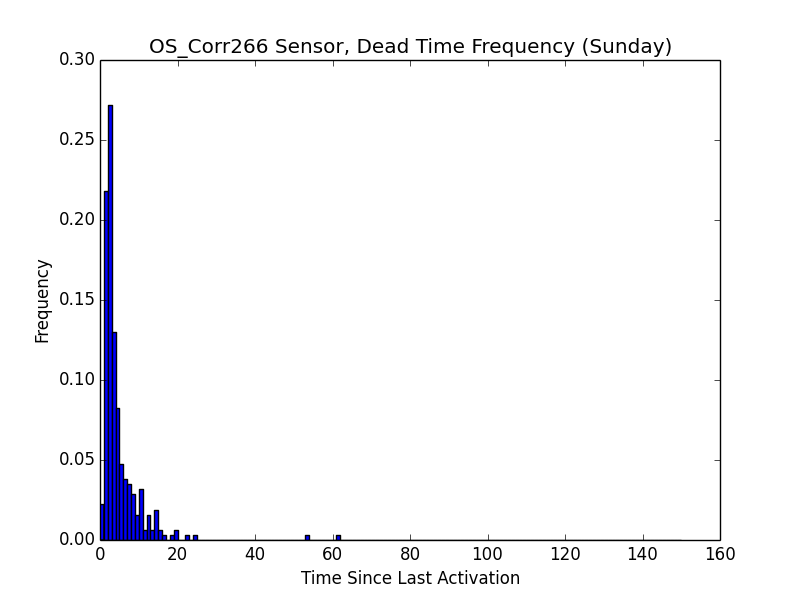 OS_Corr266 Sensor, Dead Time Frequency (Sunday)
0.30
0.25
0.20
0.15
0.10
0.05
0.00
Frequency
0 20 40 60 80 100 120 140 160
Time Since Last Activation